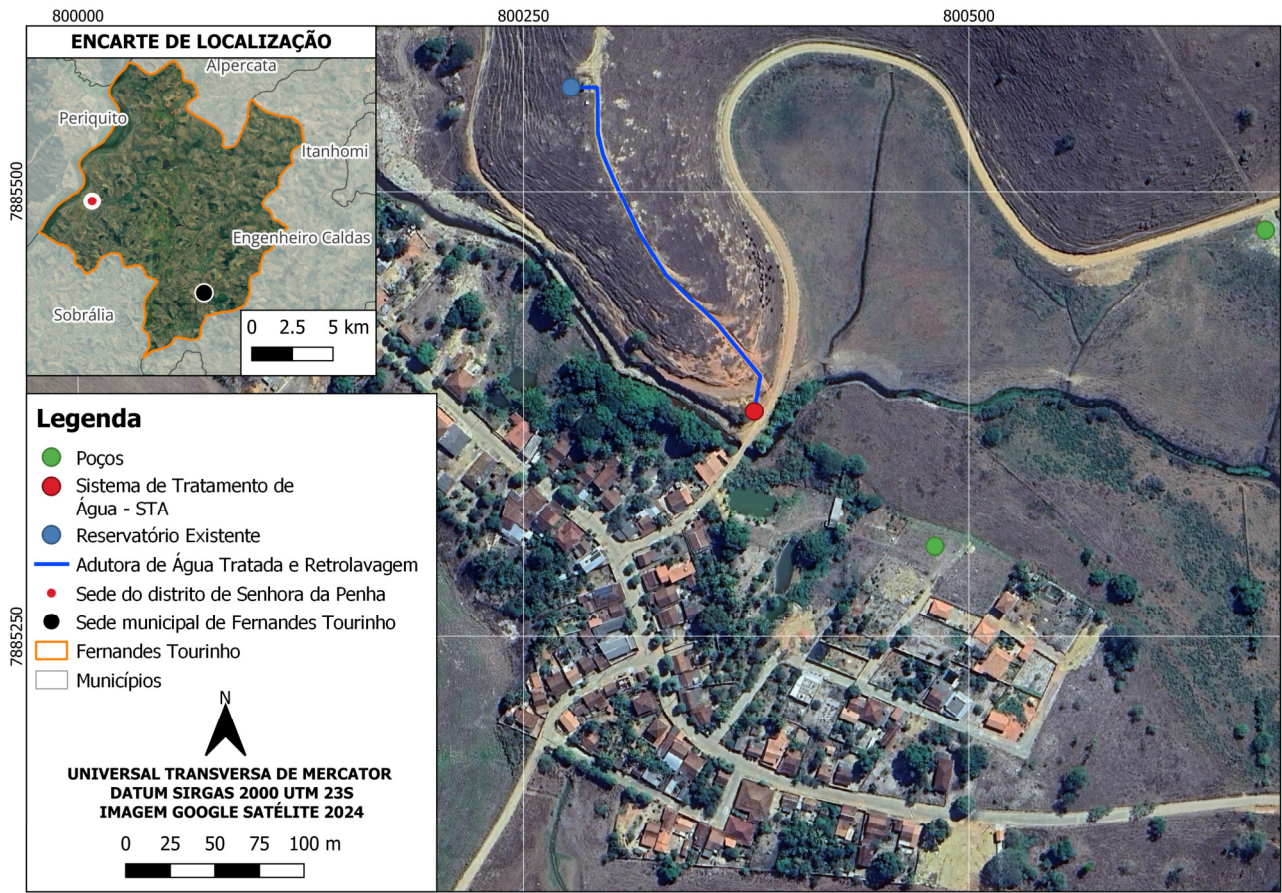 800000
800250
800500
ENCARTE DE LOCALIZAÇÃO
Alpercata
Periquito
Itanhomi
Engenheiro Caldas
Sobrália
0 2.5 5 km
7885500
7885250
Legenda
Poços
Sistema de Tratamento de
Água - STA
Reservatório Existente
Adutora de Água Tratada e Retrolavagem
Sede do distrito de Senhora da Penha
Sede municipal de Fernandes Tourinho
Fernandes Tourinho
Municípios
N
UNIVERSAL TRANSVERSA DE MERCATOR
DATUM SIRGAS 2000 UTM 23S
IMAGEM GOOGLE SATÉLITE 2024
0 25 50 75 100 m